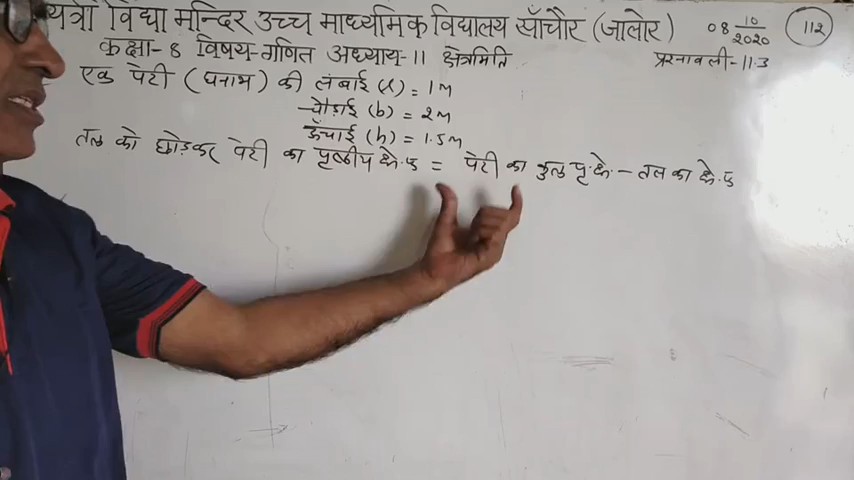 यत्री विद्या मन्दिर उच्च माध्यमिक विद्यालय साँचौर (जालोर) 08 10/2020 112
कक्षा-8 विषय-गणित अध्याय-11 क्षेत्रमिति प्रश्नावली-11.3
एक पेटी (घनाभ) की लंबाई (l) = 1m
चौड़ाई (b) = 2m
ऊँचाई (h) = 1.5m
तल को छोड़कर पेटी का पृष्ठीय क्षे.फ = पेटी का कुल पृ.क्षे. - तल का क्षे.फ